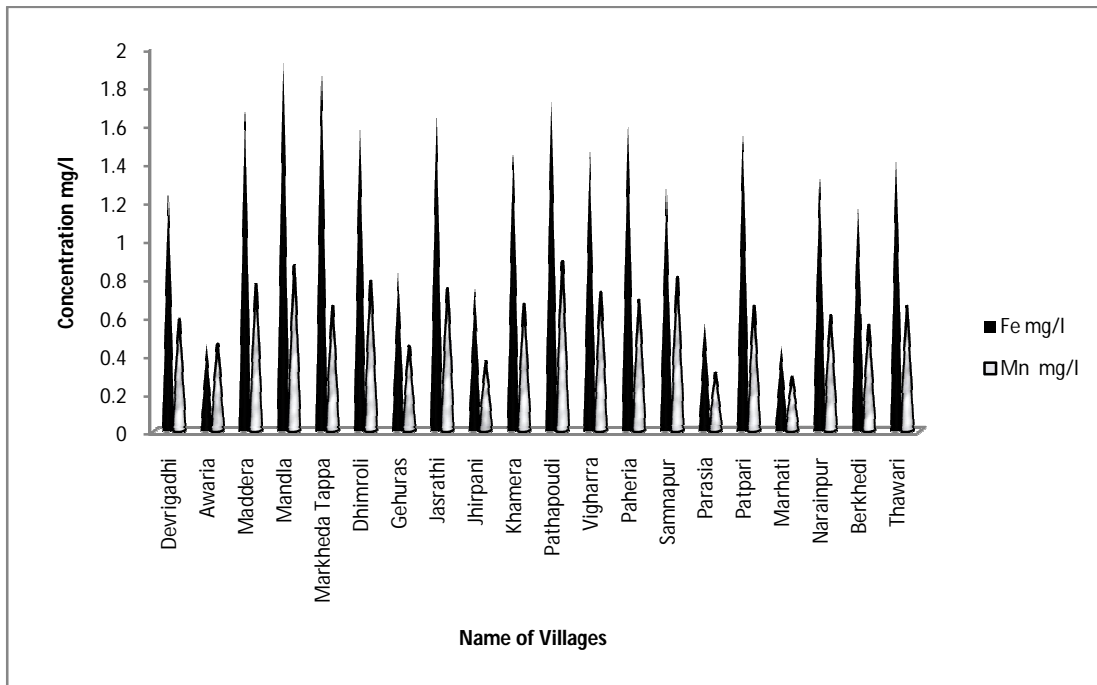 Concentration mg/l
2
1.8
1.6
1.4
1.2
1
0.8
0.6
0.4
0.2
0
Devrigadhi
Awaria
Maddera
Mandla
Markheda Tappa
Dhimroli
Gehuras
Jasrathi
Jhirpani
Khamera
Pathapoudi
Vigharra
Paheria
Samnapur
Parasia
Patpari
Marhati
Narainpur
Berkhedi
Thawari
Name of Villages
Fe mg/l
Mn mg/l